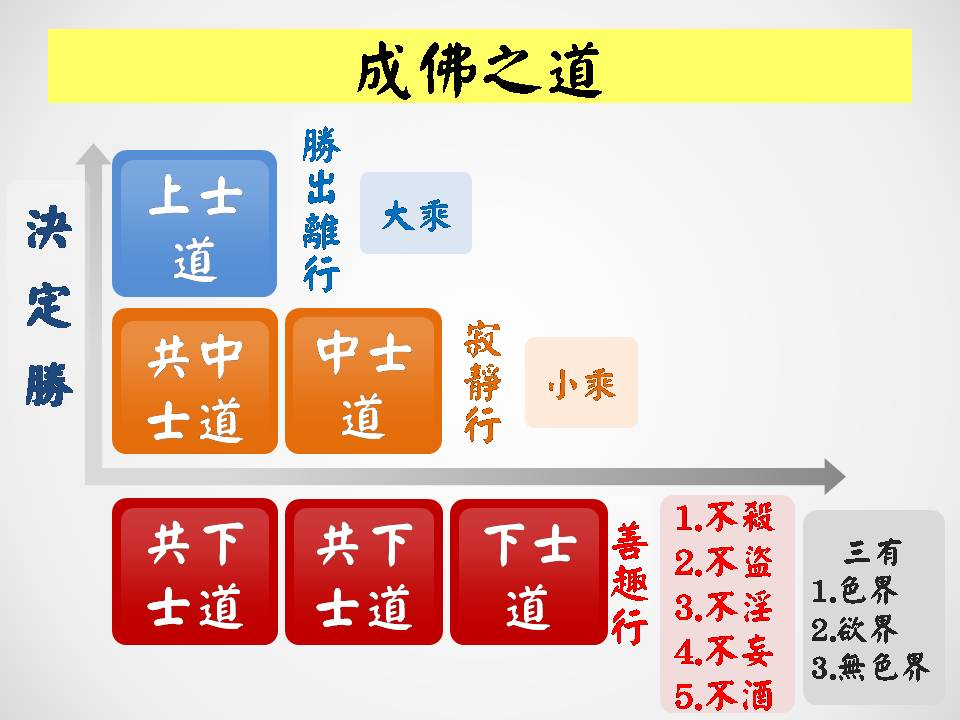 成佛之道
決定勝
上士
道
勝出離行
大乘
共中
士道
中士
道
寂靜行
小乘
共下
士道
共下
士道
下士
道
善趣行
1.不殺
2.不盜
3.不淫
4.不妄
5.不酒
三有
1.色界
2.欲界
3.無色界